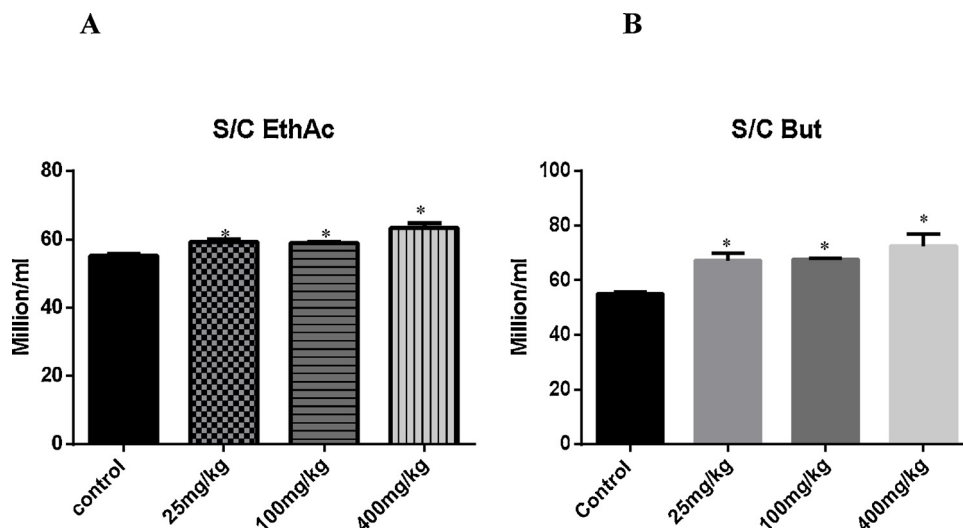 A
B
S/C EthAc
Million/ml
80
60
40
20
0
*
*
*
control
25mg/kg
100mg/kg
400mg/kg
S/C But
Million/ml
100
80
60
40
20
0
*
*
*
Control
25mg/kg
100mg/kg
400mg/kg